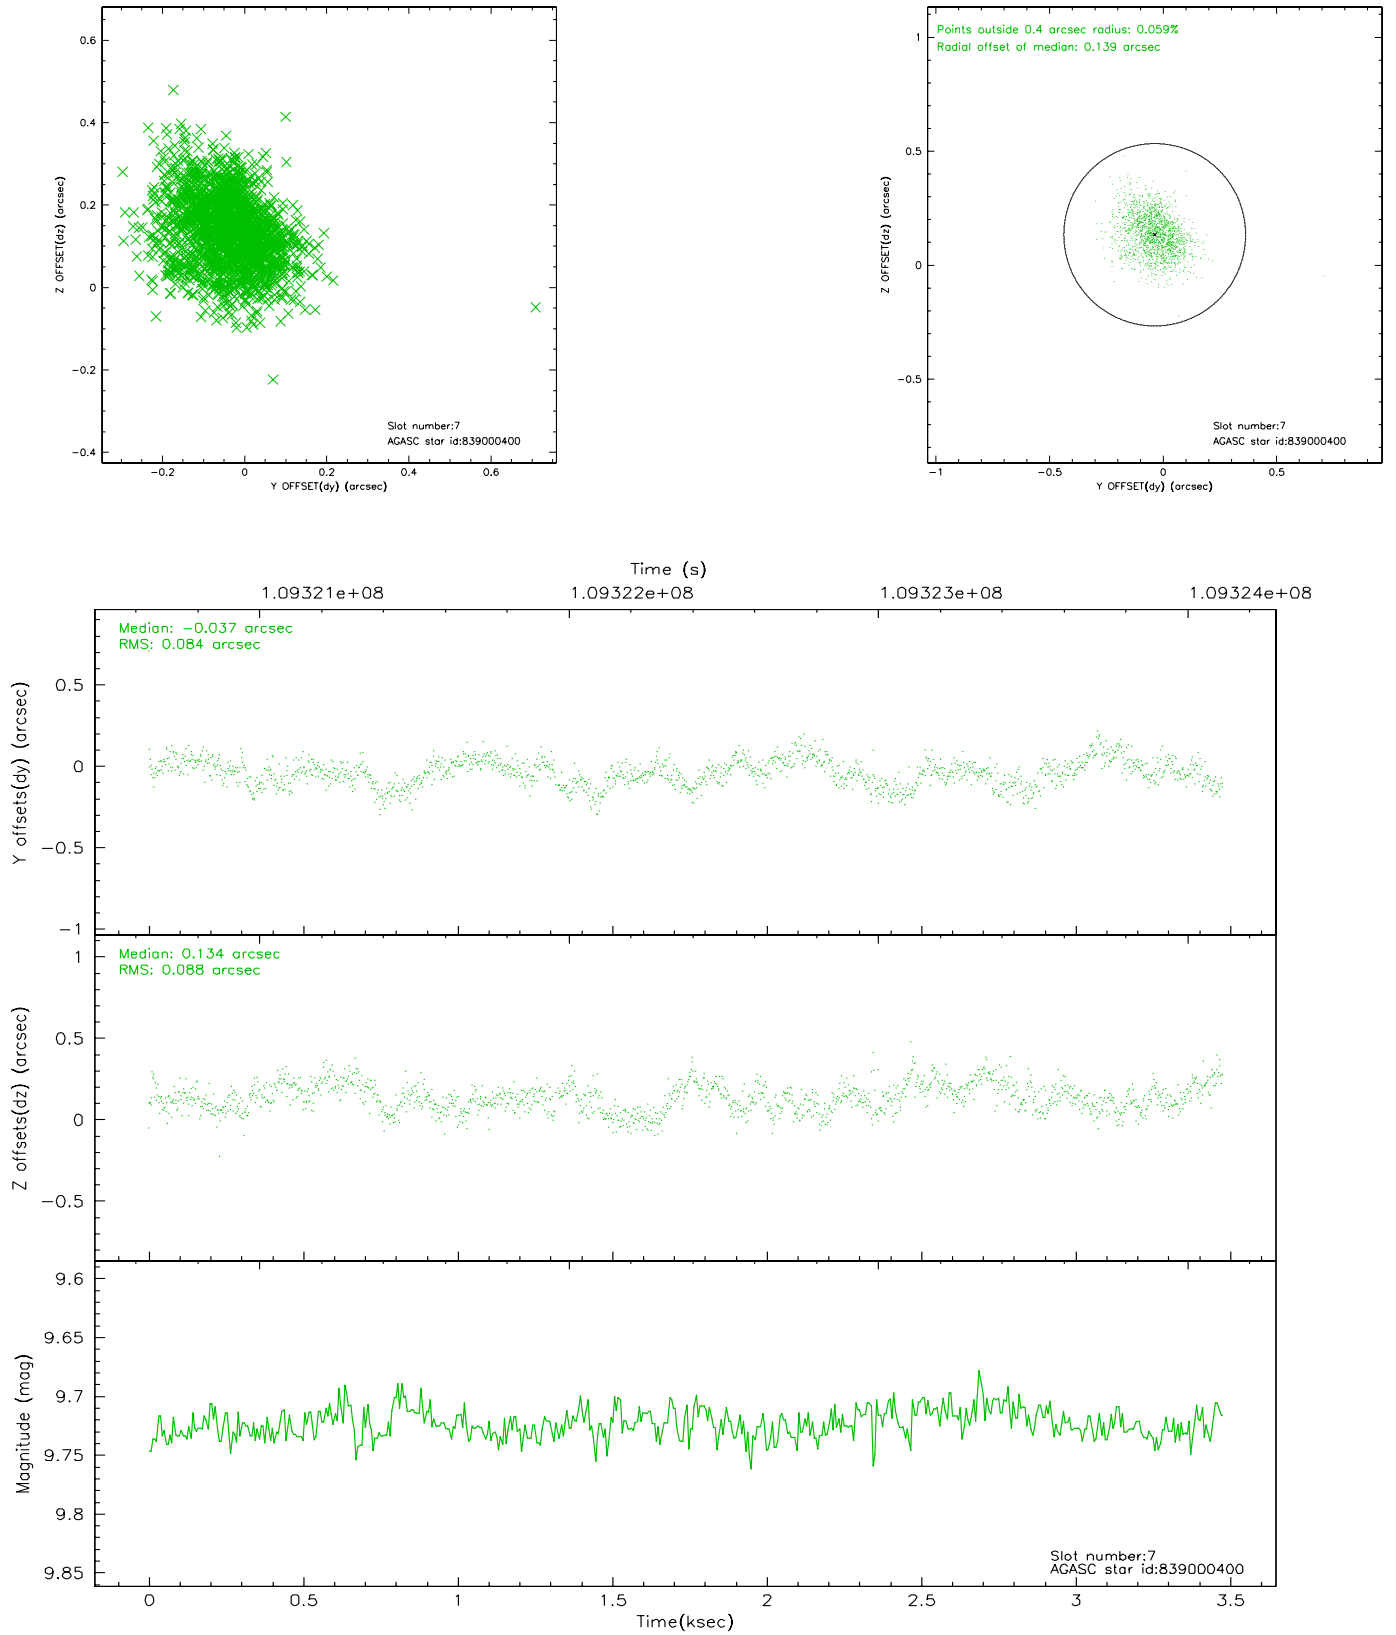 0.6
0.4
0.2
0
−0.2
−0.4
Z OFFSET(dz) (arcsec)
Slot number:7
AGASC star id:839000400
−0.2 0 0.2 0.4 0.6
Y OFFSET(dy) (arcsec)
Points outside 0.4 arcsec radius: 0.059%
Radial offset of median: 0.139 arcsec
1
0.5
0
−0.5
Z OFFSET(dz) (arcsec)
Slot number:7
AGASC star id:839000400
−1 −0.5 0 0.5
Y OFFSET(dy) (arcsec)
Time (s)
1.09321e+08 1.09322e+08 1.09323e+08 1.09324e+08
Median: −0.037 arcsec
RMS: 0.084 arcsec
0.5
0
−0.5
−1
Y offsets(dy) (arcsec)
Median: 0.134 arcsec
RMS: 0.088 arcsec
1
0.5
0
−0.5
Z offsets(dz) (arcsec)
9.6
9.65
9.7
9.75
9.8
9.85
Magnitude (mag)
Slot number:7
AGASC star id:839000400
0 0.5 1 1.5 2 2.5 3 3.5
Time(ksec)